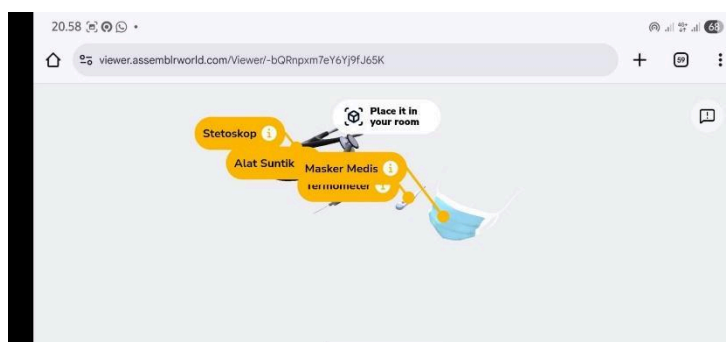 20.58
68
viewer.assemblrworld.com/Viewer/-bQRnpxm7eY6Yj9fJ65K
59
Place it in
your room
Stetoskop
Alat Suntik
Masker Medis
Termometer